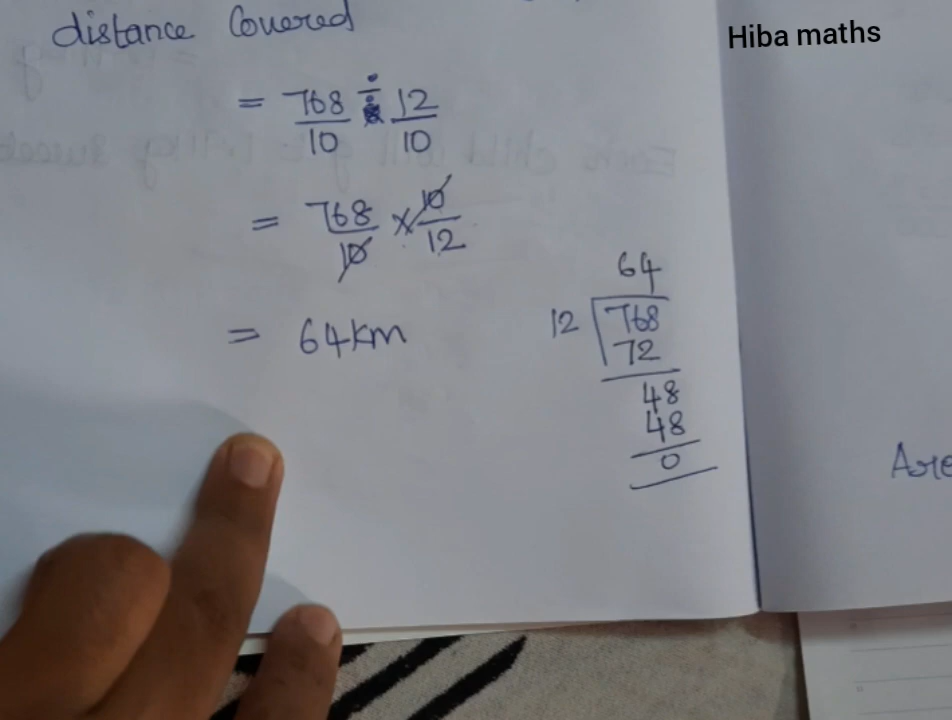 distance Covered
Hiba maths
= 768/10 ÷ 12/10
= 768/10 × 10/12
= 64km
64
12 768
72
48
48
0